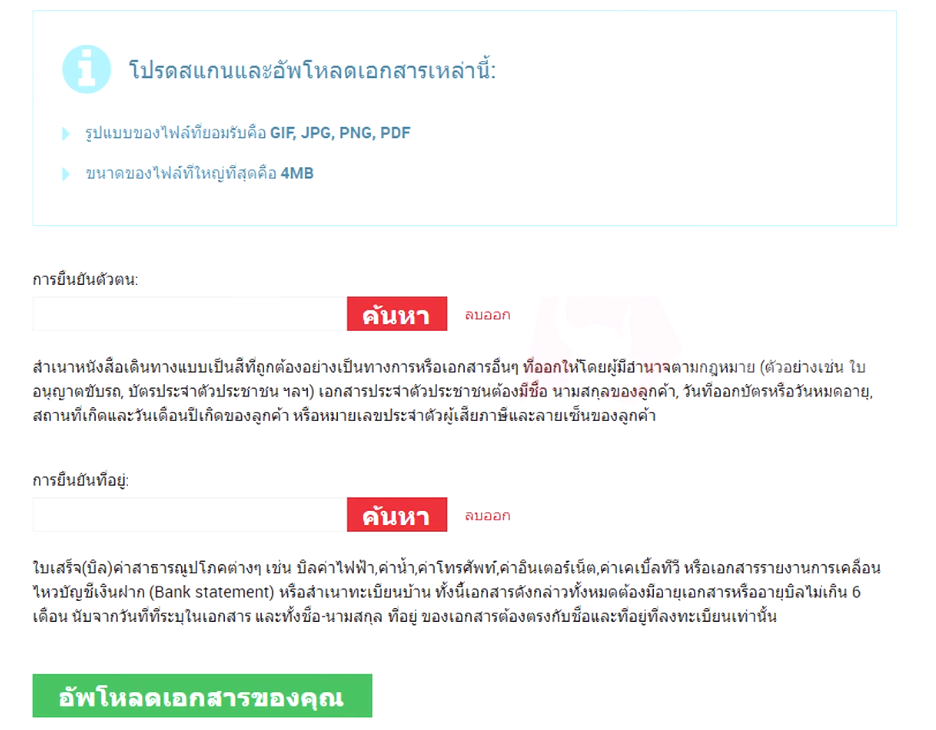 โปรดสแกนและอัพโหลดเอกสารเหล่านี้:
รูปแบบของไฟล์ที่ยอมรับคือ GIF, JPG, PNG, PDF
ขนาดของไฟล์ที่ใหญ่ที่สุดคือ 4MB
การยืนยันตัวตน:
ค้นหา ลบออก
สำเนาหนังสือเดินทางแบบเป็นสีที่ถูกต้องอย่างเป็นทางการหรือเอกสารอื่นๆ ที่ออกให้โดยผู้มีอำนาจตามกฎหมาย (ตัวอย่างเช่น ใบ
อนุญาตขับรถ, บัตรประจำตัวประชาชน ฯลฯ) เอกสารประจำตัวประชาชนต้องมีชื่อ นามสกุลของลูกค้า, วันที่ออกบัตรหรือวันหมดอายุ,
สถานที่เกิดและวันเดือนปีเกิดของลูกค้า หรือหมายเลขประจำตัวผู้เสียภาษีและลายเซ็นของลูกค้า
การยืนยันที่อยู่:
ค้นหา ลบออก
ใบเสร็จ(บิล)ค่าสาธารณูปโภคต่างๆ เช่น บิลค่าไฟฟ้า,ค่าน้ำ,ค่าโทรศัพท์,ค่าอินเตอร์เน็ต,ค่าเคเบิ้ลทีวี หรือเอกสารรายงานการเคลื่อน
ไหวบัญชีเงินฝาก (Bank statement) หรือสำเนาทะเบียนบ้าน ทั้งนี้เอกสารดังกล่าวทั้งหมดต้องมีอายุเอกสารหรืออายุบิลไม่เกิน 6
เดือน นับจากวันที่ที่ระบุในเอกสาร และทั้งชื่อ-นามสกุล ที่อยู่ ของเอกสารต้องตรงกับชื่อและที่อยู่ที่ลงทะเบียนเท่านั้น
อัพโหลดเอกสารของคุณ